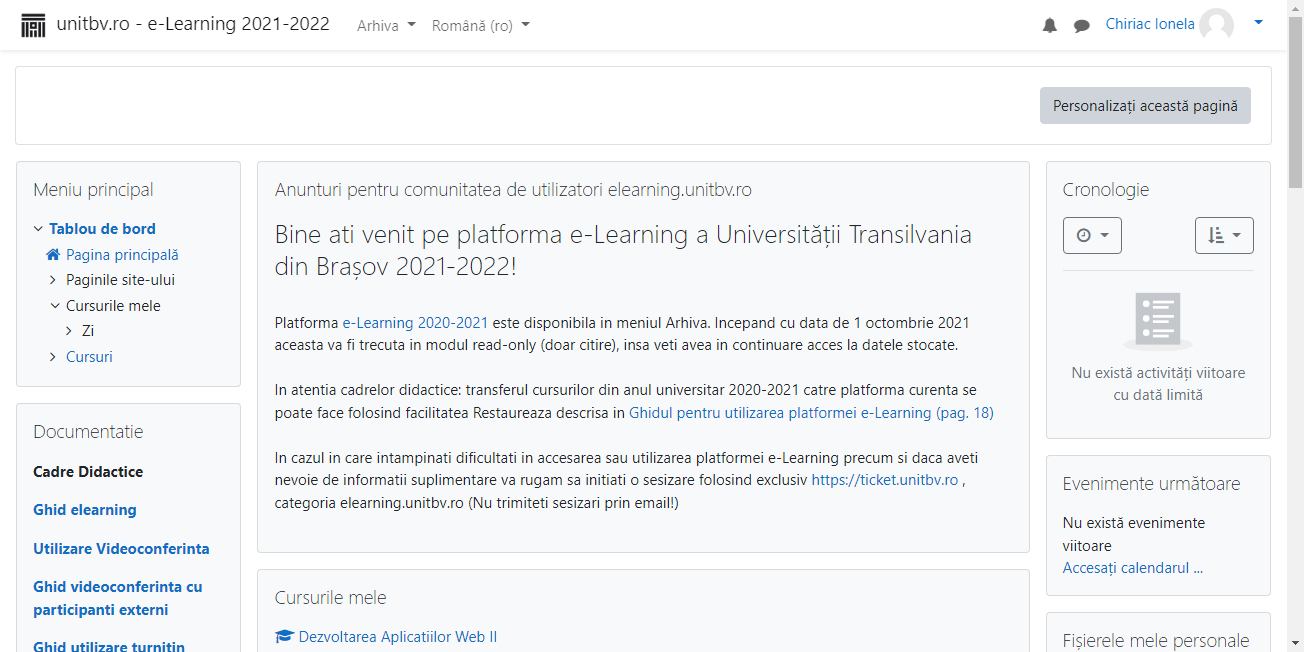 unitbv.ro - e-Learning 2021-2022
Arhiva
Română (ro)
Chiriac Ionela
Personalizați această pagină
Meniu principal
Tablou de bord
Pagina principală
Paginile site-ului
Cursurile mele
Zi
Cursuri
Documentatie
Cadre Didactice
Ghid elearning
Utilizare Videoconferinta
Ghid videoconferinta cu
participanti externi
Ghid utilizare turnitin
Anunturi pentru comunitatea de utilizatori elearning.unitbv.ro
Bine ati venit pe platforma e-Learning a Universității Transilvania
din Brașov 2021-2022!
Platforma e-Learning 2020-2021 este disponibila in meniul Arhiva. Incepand cu data de 1 octombrie 2021
aceasta va fi trecuta in modul read-only (doar citire), insa veti avea in continuare acces la datele stocate.
In atentia cadrelor didactice: transferul cursurilor din anul universitar 2020-2021 catre platforma curenta se
poate face folosind facilitatea Restaureaza descrisa in Ghidul pentru utilizarea platformei e-Learning (pag. 18)
In cazul in care intampinati dificultati in accesarea sau utilizarea platformei e-Learning precum si daca aveti
nevoie de informatii suplimentare va rugam sa initiati o sesizare folosind exclusiv https://ticket.unitbv.ro ,
categoria elearning.unitbv.ro (Nu trimiteti sesizari prin email!)
Cursurile mele
Dezvoltarea Aplicatiilor Web II
Cronologie
Nu există activități viitoare
cu dată limită
Evenimente următoare
Nu există evenimente
viitoare
Accesați calendarul ...
Fișierele mele personale